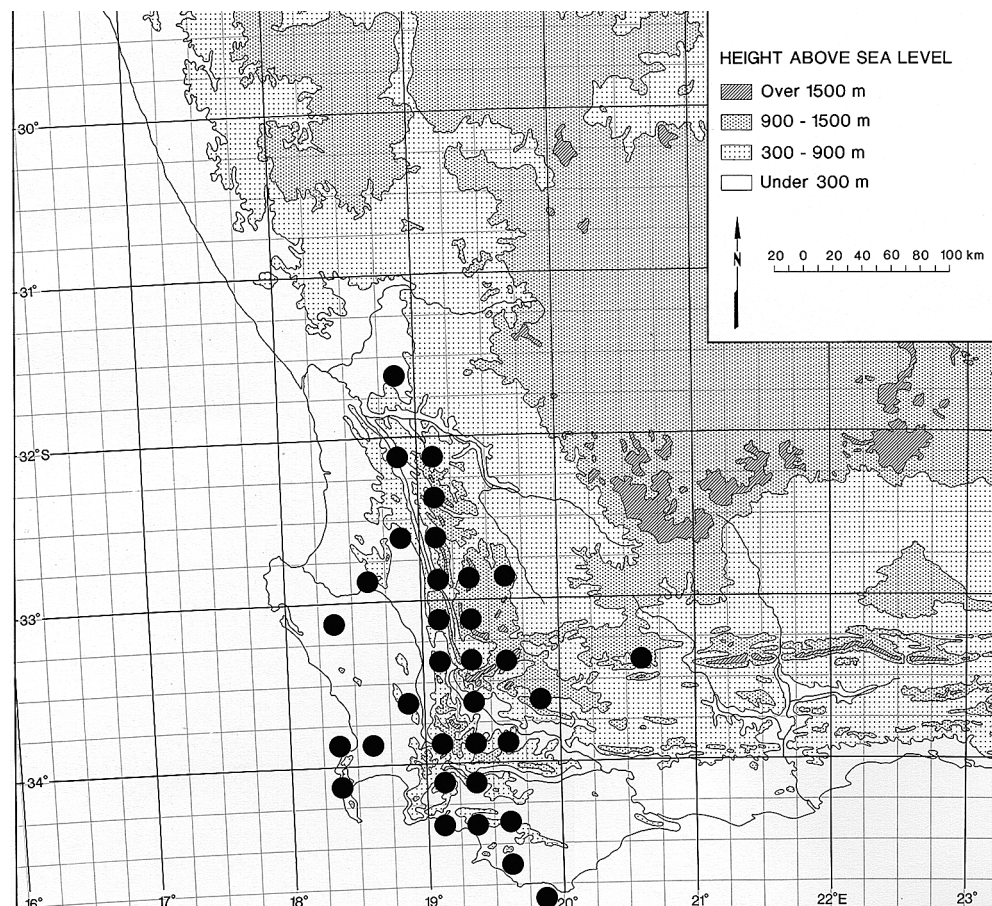 HEIGHT ABOVE SEA LEVEL
Over 1500 m
900 - 1500 m
300 - 900 m
Under 300 m
N
20 0 20 40 60 80 100 km
30°
31°
32°S
33°
34°
16° 17° 18° 19° 20° 21° 22°E 23°